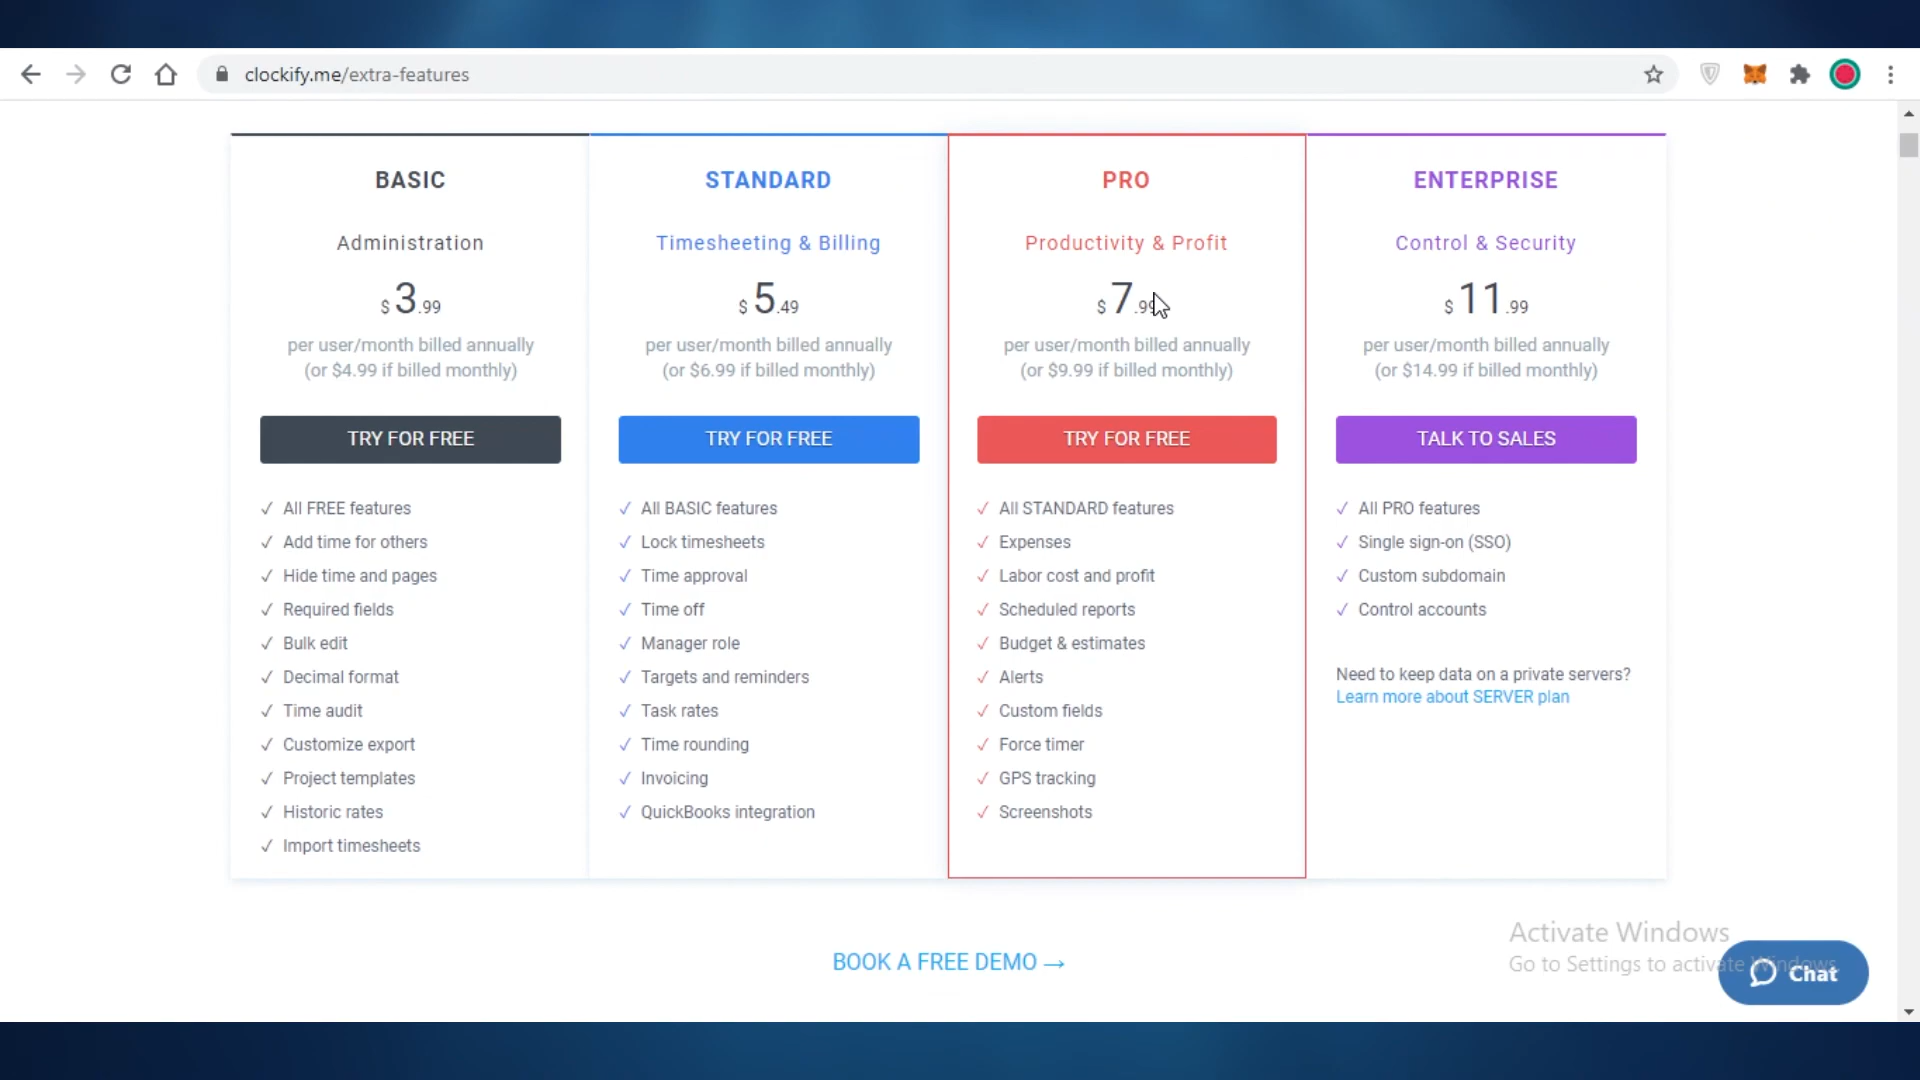 clockify.me/extra-features
BASIC
Administration
$3.99
per user/month billed annually
(or $4.99 if billed monthly)
TRY FOR FREE
✓ All FREE features
✓ Add time for others
✓ Hide time and pages
✓ Required fields
✓ Bulk edit
✓ Decimal format
✓ Time audit
✓ Customize export
✓ Project templates
✓ Historic rates
✓ Import timesheets
STANDARD
Timesheeting & Billing
$5.49
per user/month billed annually
(or $6.99 if billed monthly)
TRY FOR FREE
✓ All BASIC features
✓ Lock timesheets
✓ Time approval
✓ Time off
✓ Manager role
✓ Targets and reminders
✓ Task rates
✓ Time rounding
✓ Invoicing
✓ QuickBooks integration
PRO
Productivity & Profit
$7.99
per user/month billed annually
(or $9.99 if billed monthly)
TRY FOR FREE
✓ All STANDARD features
✓ Expenses
✓ Labor cost and profit
✓ Scheduled reports
✓ Budget & estimates
✓ Alerts
✓ Custom fields
✓ Force timer
✓ GPS tracking
✓ Screenshots
ENTERPRISE
Control & Security
$11.99
per user/month billed annually
(or $14.99 if billed monthly)
TALK TO SALES
✓ All PRO features
✓ Single sign-on (SSO)
✓ Custom subdomain
✓ Control accounts
Need to keep data on a private servers?
Learn more about SERVER plan
BOOK A FREE DEMO →
Activate Windows
Go to Settings to activate Windows.
Chat